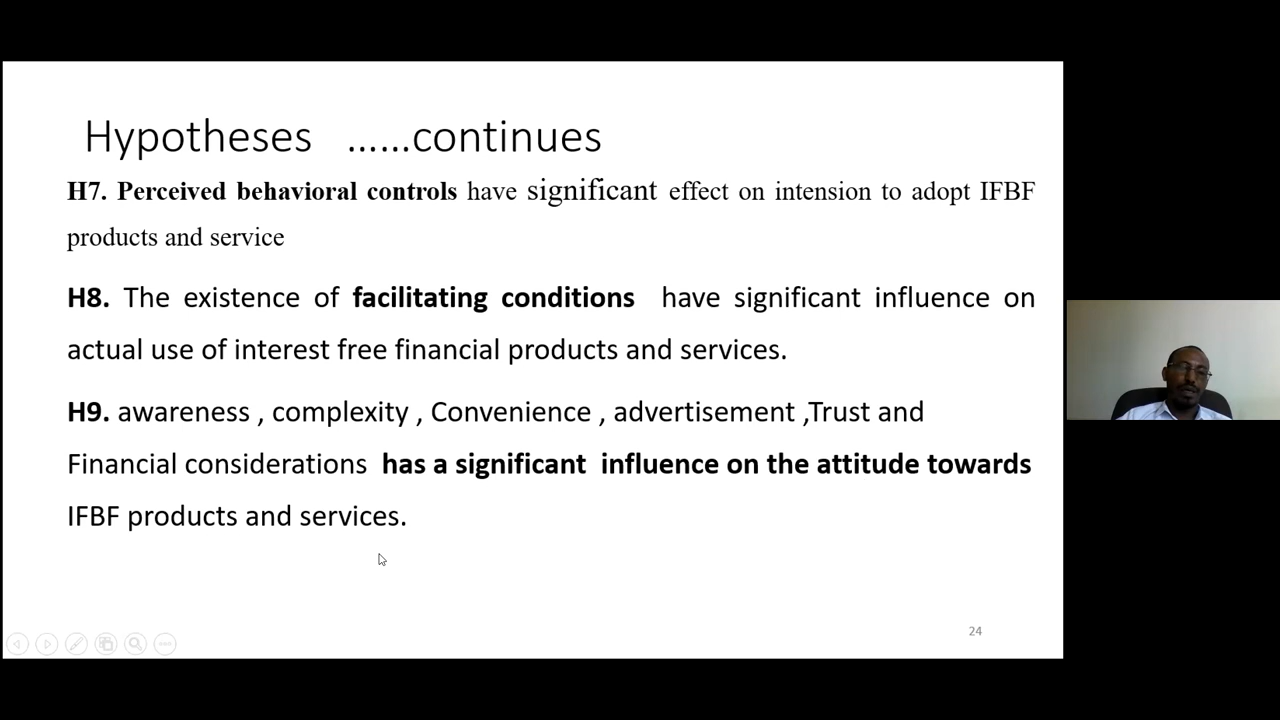 Hypotheses ......continues
H7. Perceived behavioral controls have significant effect on intension to adopt IFBF
products and service
H8. The existence of facilitating conditions have significant influence on
actual use of interest free financial products and services.
H9. awareness , complexity , Convenience , advertisement ,Trust and
Financial considerations has a significant influence on the attitude towards
IFBF products and services.
24